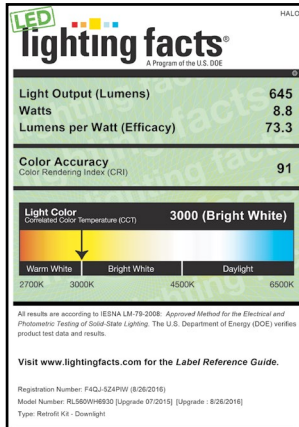 HALO
LED
lighting facts®
A Program of the U.S. DOE
Light Output (Lumens) 645
Watts 8.8
Lumens per Watt (Efficacy) 73.3
Color Accuracy 91
Color Rendering Index (CRI)
Light Color
Correlated Color Temperature (CCT) 3000 (Bright White)
Warm White Bright White Daylight
2700K 3000K 4500K 6500K
All results are according to IESNA LM-79-2008: Approved Method for the Electrical and
Photometric Testing of Solid-State Lighting. The U.S. Department of Energy (DOE) verifies
product test data and results.
Visit www.lightingfacts.com for the Label Reference Guide.
Registration Number: F4QJ-5Z4PIW (8/26/2016)
Model Number: RL560WH6930 [Upgrade 07/2015] [Upgrade : 8/26/2016]
Type: Retrofit Kit - Downlight